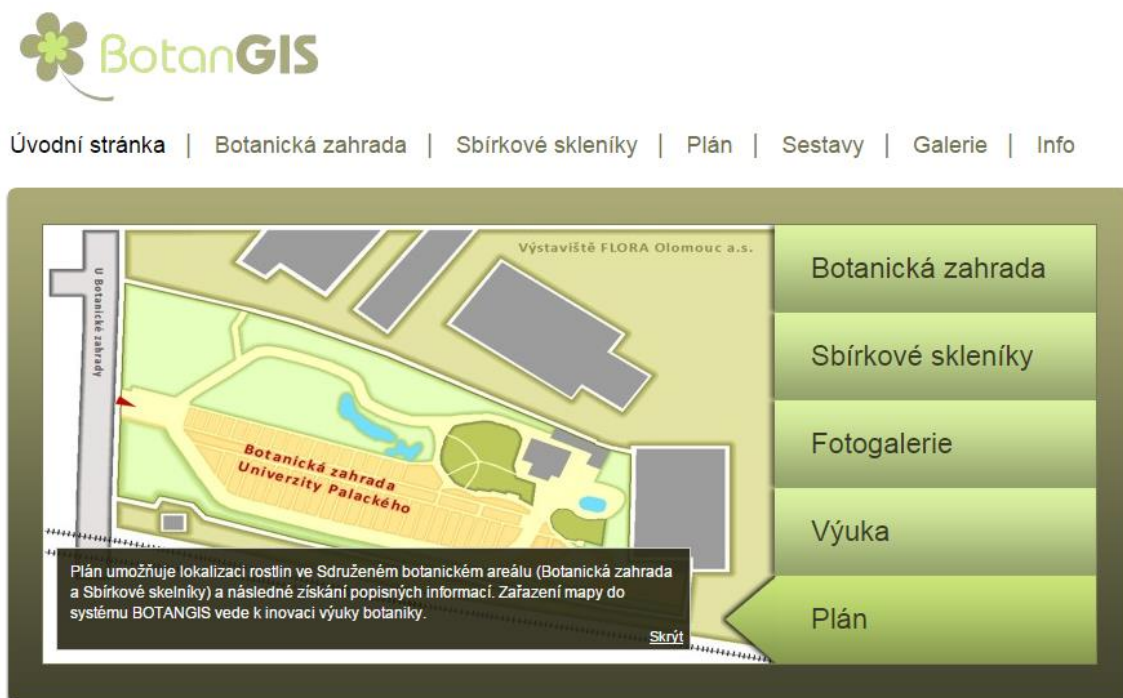 BotanGIS
Úvodní stránka | Botanická zahrada | Sbírkové skleníky | Plán | Sestavy | Galerie | Info
Výstaviště FLORA Olomouc a.s.
U Botanické zahrady
Botanická zahrada
Univerzity Palackého
Plán umožňuje lokalizaci rostlin ve Sdruženém botanickém areálu (Botanická zahrada
a Sbírkové skelníky) a následné získání popisných informací. Zařazení mapy do
systému BOTANGIS vede k inovaci výuky botaniky.
Skrýt
Botanická zahrada
Sbírkové skleníky
Fotogalerie
Výuka
Plán